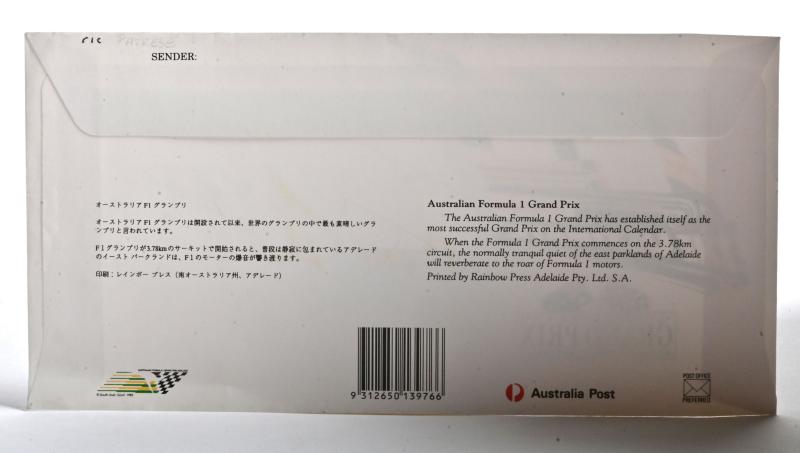 PATRESE
SENDER:
オーストラリアF1 グランプリ
オーストラリアF1 グランプリは開設されて以来、世界のグランプリの中で最も素晴しいグラ
ンプリと言われています。
F1グランプリが3.78kmのサーキットで開始されると、普段は静寂に包まれているアデレード
のイースト パークランドは、F1のモーターの爆音が響き渡ります。
印刷：レインボー プレス（南オーストラリア州、アデレード）
Australian Formula 1 Grand Prix
The Australian Formula 1 Grand Prix has established itself as the
most successful Grand Prix on the International Calendar.
When the Formula 1 Grand Prix commences on the 3.78km
circuit, the normally tranquil quiet of the east parklands of Adelaide
will reverberate to the roar of Formula 1 motors.
Printed by Rainbow Press Adelaide Pty. Ltd. S.A.
9 312650 139766
Australia Post
POST OFFICE
PREFERRED